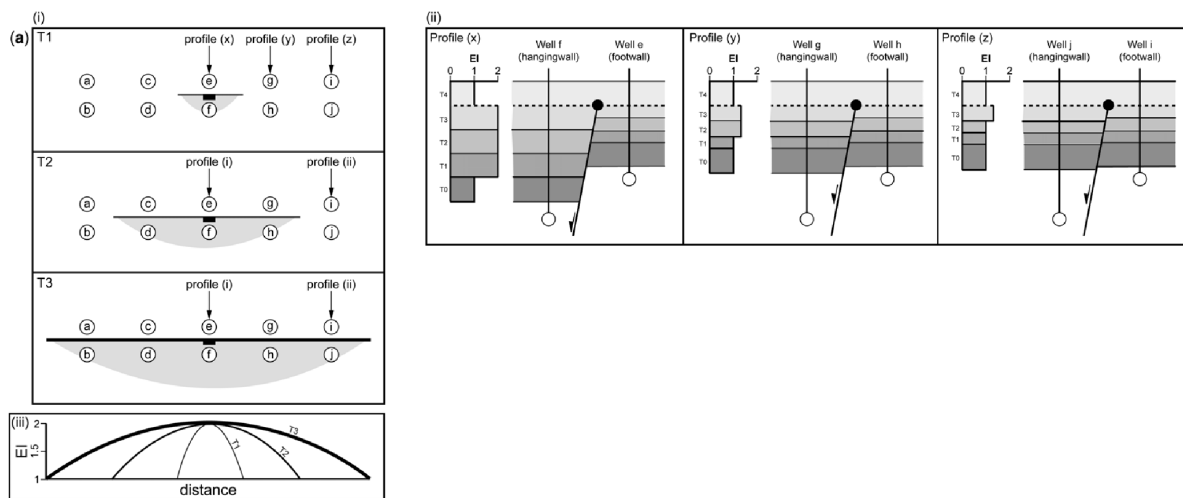 (i)
(a)
T1
profile (x) profile (y) profile (z)
a c e g i
b d f h j
T2
profile (i) profile (ii)
a c e g i
b d f h j
T3
profile (i) profile (ii)
a c e g i
b d f h j
(iii)
EI
2
1.5
1
T1
T2
T3
distance
(ii)
Profile (x)
EI
0 1 2
Well f
(hangingwall)
Well e
(footwall)
T4
T3
T2
T1
T0
Profile (y)
EI
0 1 2
Well g
(hangingwall)
Well h
(footwall)
T4
T3
T2
T1
T0
Profile (z)
EI
0 1 2
Well j
(hangingwall)
Well i
(footwall)
T4
T3
T2
T1
T0